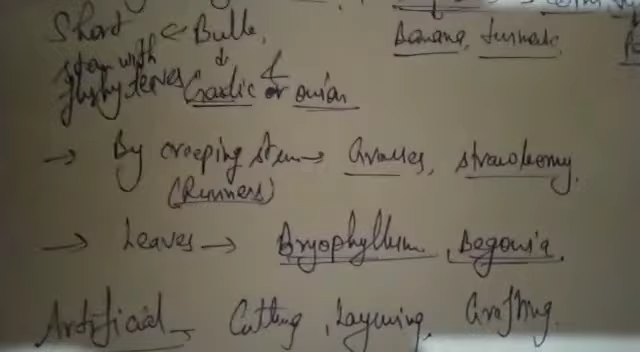 Short <- Bulb, Banana, turmeric
stem with
fleshy leaves Garlic or onion
→ By creeping stem → Grasses, strawberry.
(Runners)
→ Leaves → Bryophyllum, Begonia.
Artificial → Cutting, Layering, Grafting.